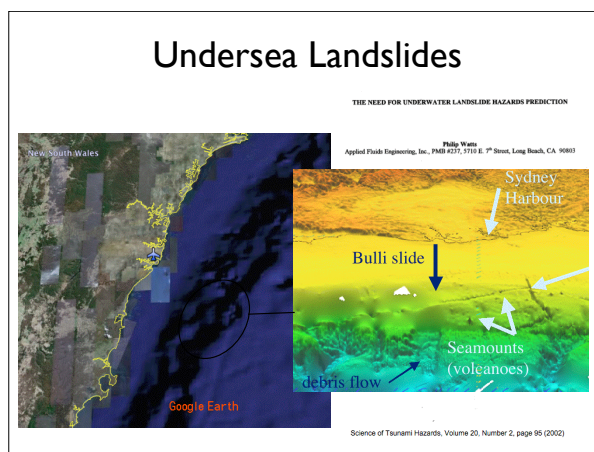 Undersea Landslides
THE NEED FOR UNDERWATER LANDSLIDE HAZARDS PREDICTION
Philip Watts
Applied Fluids Engineering, Inc., PMB #237, 5710 E. 7th Street, Long Beach, CA 90803
New South Wales
Sydney
Harbour
Bulli slide
Seamounts
(volcanoes)
debris flow
Google Earth
Science of Tsunami Hazards, Volume 20, Number 2, page 95 (2002)